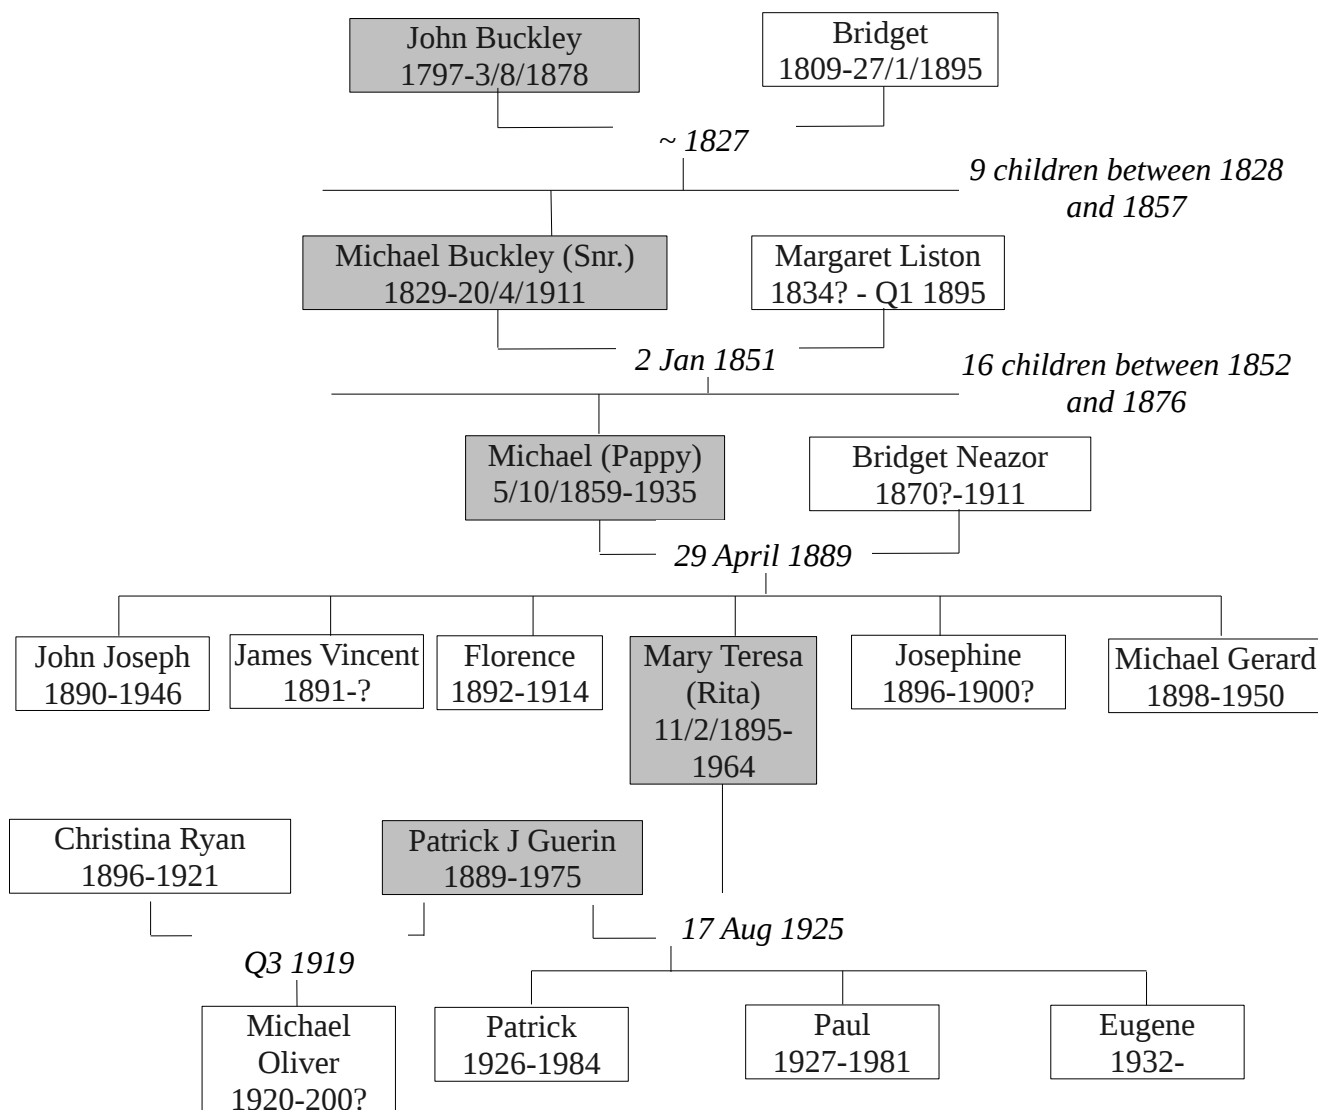 John Buckley
1797-3/8/1878
Bridget
1809-27/1/1895
~ 1827
9 children between 1828
and 1857
Michael Buckley (Snr.)
1829-20/4/1911
Margaret Liston
1834? - Q1 1895
2 Jan 1851
16 children between 1852
and 1876
Michael (Pappy)
5/10/1859-1935
Bridget Neazor
1870?-1911
29 April 1889
John Joseph
1890-1946
James Vincent
1891-?
Florence
1892-1914
Mary Teresa
(Rita)
11/2/1895-
1964
Josephine
1896-1900?
Michael Gerard
1898-1950
Christina Ryan
1896-1921
Patrick J Guerin
1889-1975
17 Aug 1925
Q3 1919
Michael
Oliver
1920-200?
Patrick
1926-1984
Paul
1927-1981
Eugene
1932-